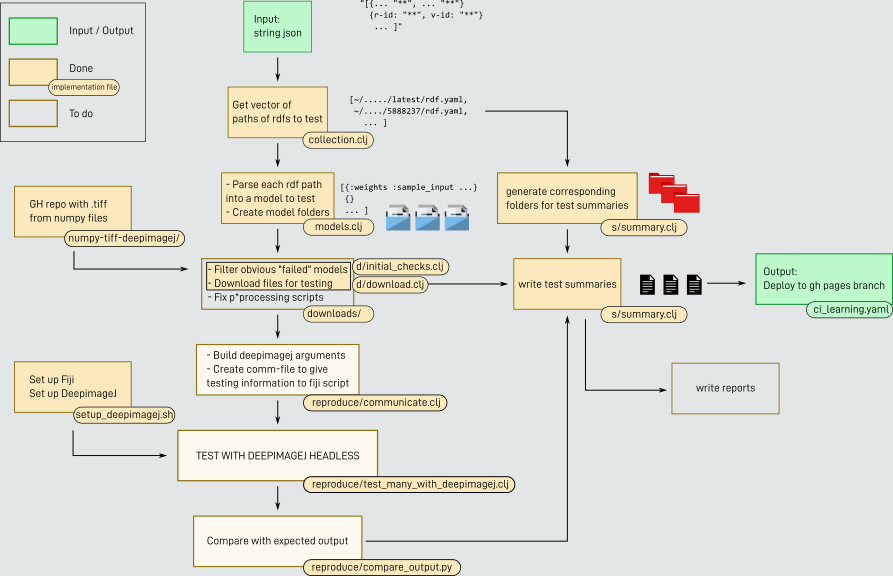 "[{... "**", ... "**"}
{r-id: "**", v-id: "**"}
... ]"
Input / Output
Done
implementation file
To do
Input:
string json
Get vector of
paths of rdfs to test
collection.clj
[~/...../latest/rdf.yaml,
~/..../5888237/rdf.yaml,
... ]
- Parse each rdf path
into a model to test
- Create model folders
models.clj
[{:weights :sample_input ...}
{}
... ]
generate corresponding
folders for test summaries
s/summary.clj
GH repo with .tiff
from numpy files
numpy-tiff-deepimagej/
- Filter obvious "failed" models
- Download files for testing
- Fix p*processing scripts
d/initial_checks.clj
d/download.clj
downloads/
write test summaries
s/summary.clj
Output:
Deploy to gh pages branch
ci_learning.yaml
- Build deepimagej arguments
- Create comm-file to give
testing information to fiji script
reproduce/communicate.clj
Set up Fiji
Set up DeepImageJ
setup_deepimagej.sh
write reports
TEST WITH DEEPIMAGEJ HEADLESS
reproduce/test_many_with_deepimagej.clj
Compare with expected output
reproduce/compare_output.py